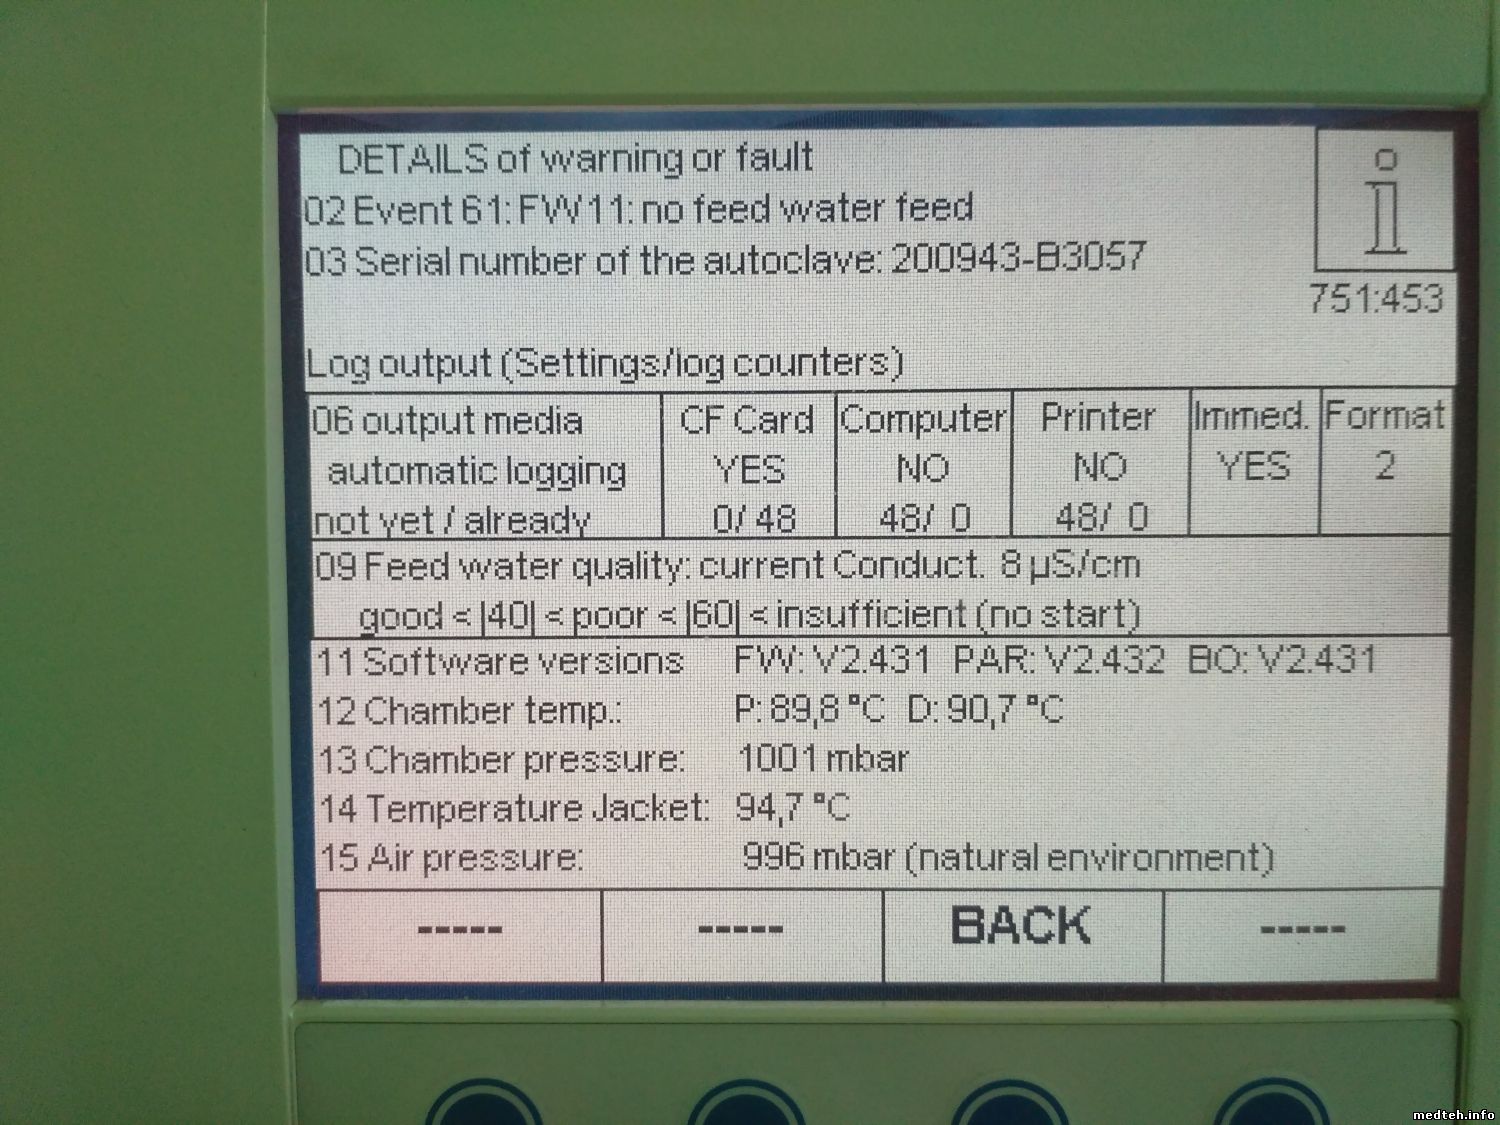 DETAILS of warning or fault
i
02 Event 61: FW11: no feed water feed
03 Serial number of the autoclave: 200943-B3057
751:453
Log output (Settings/log counters)
06 output media CF Card Computer Printer Immed. Format
automatic logging YES NO NO YES 2
not yet / already 0/ 48 48/ 0 48/ 0
09 Feed water quality: current Conduct. 8 µS/cm
good < |40| < poor < |60| < insufficient (no start)
11 Software versions FW: V2.431 PAR: V2.432 BO: V2.431
12 Chamber temp.: P: 89,8 °C D: 90,7 °C
13 Chamber pressure: 1001 mbar
14 Temperature Jacket: 94,7 °C
15 Air pressure: 996 mbar (natural environment)
----- ----- BACK -----
medteh.info